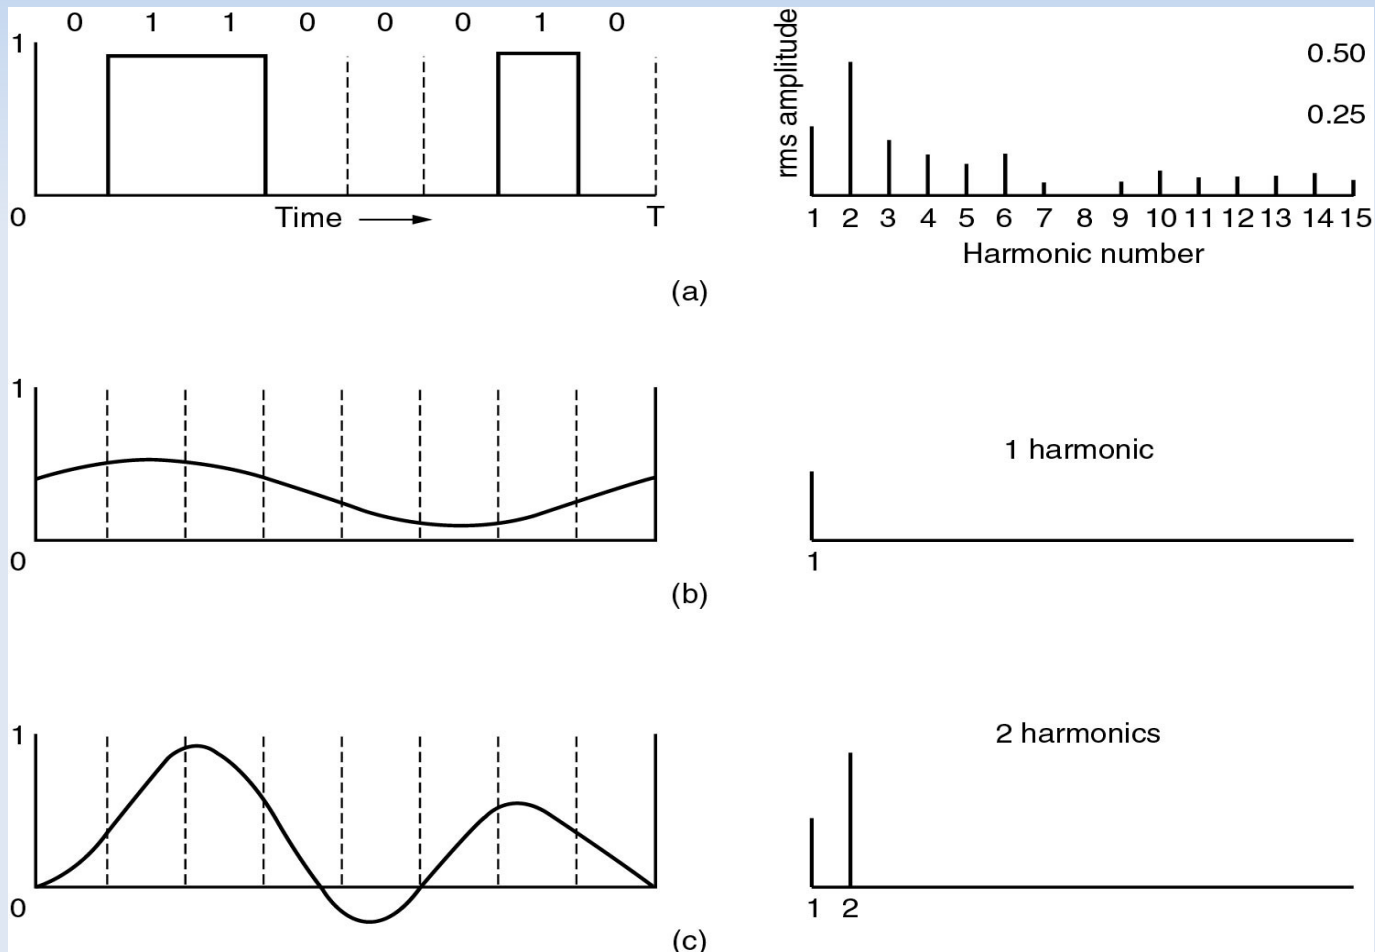 0 1 1 0 0 0 1 0
1
0
Time
T
rms amplitude
0.50
0.25
1 2 3 4 5 6 7 8 9 10 11 12 13 14 15
Harmonic number
(a)
1
0
1 harmonic
1
(b)
1
0
2 harmonics
1 2
(c)